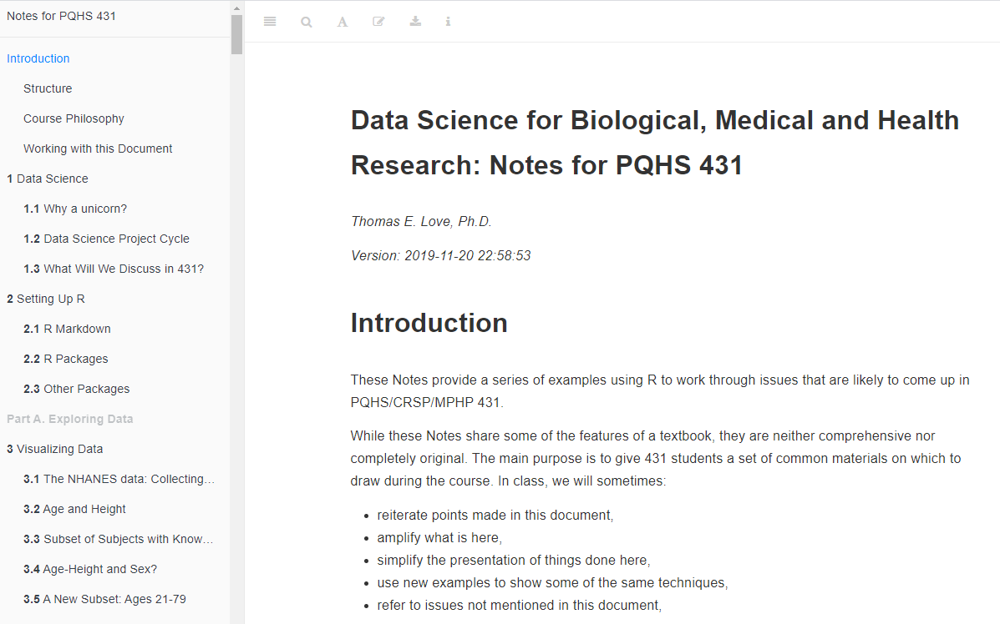 Notes for PQHS 431
Introduction
Structure
Course Philosophy
Working with this Document
1 Data Science
1.1 Why a unicorn?
1.2 Data Science Project Cycle
1.3 What Will We Discuss in 431?
2 Setting Up R
2.1 R Markdown
2.2 R Packages
2.3 Other Packages
Part A. Exploring Data
3 Visualizing Data
3.1 The NHANES data: Collecting…
3.2 Age and Height
3.3 Subset of Subjects with Know…
3.4 Age-Height and Sex?
3.5 A New Subset: Ages 21-79
Data Science for Biological, Medical and Health
Research: Notes for PQHS 431
Thomas E. Love, Ph.D.
Version: 2019-11-20 22:58:53
Introduction
These Notes provide a series of examples using R to work through issues that are likely to come up in
PQHS/CRSP/MPHP 431.
While these Notes share some of the features of a textbook, they are neither comprehensive nor
completely original. The main purpose is to give 431 students a set of common materials on which to
draw during the course. In class, we will sometimes:
• reiterate points made in this document,
• amplify what is here,
• simplify the presentation of things done here,
• use new examples to show some of the same techniques,
• refer to issues not mentioned in this document,